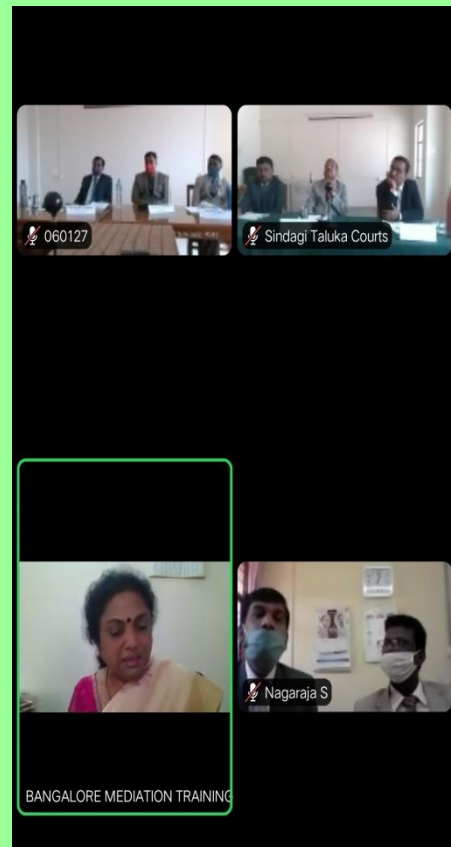 060127
Sindagi Taluka Courts
BANGALORE MEDIATION TRAINING
Nagaraja S